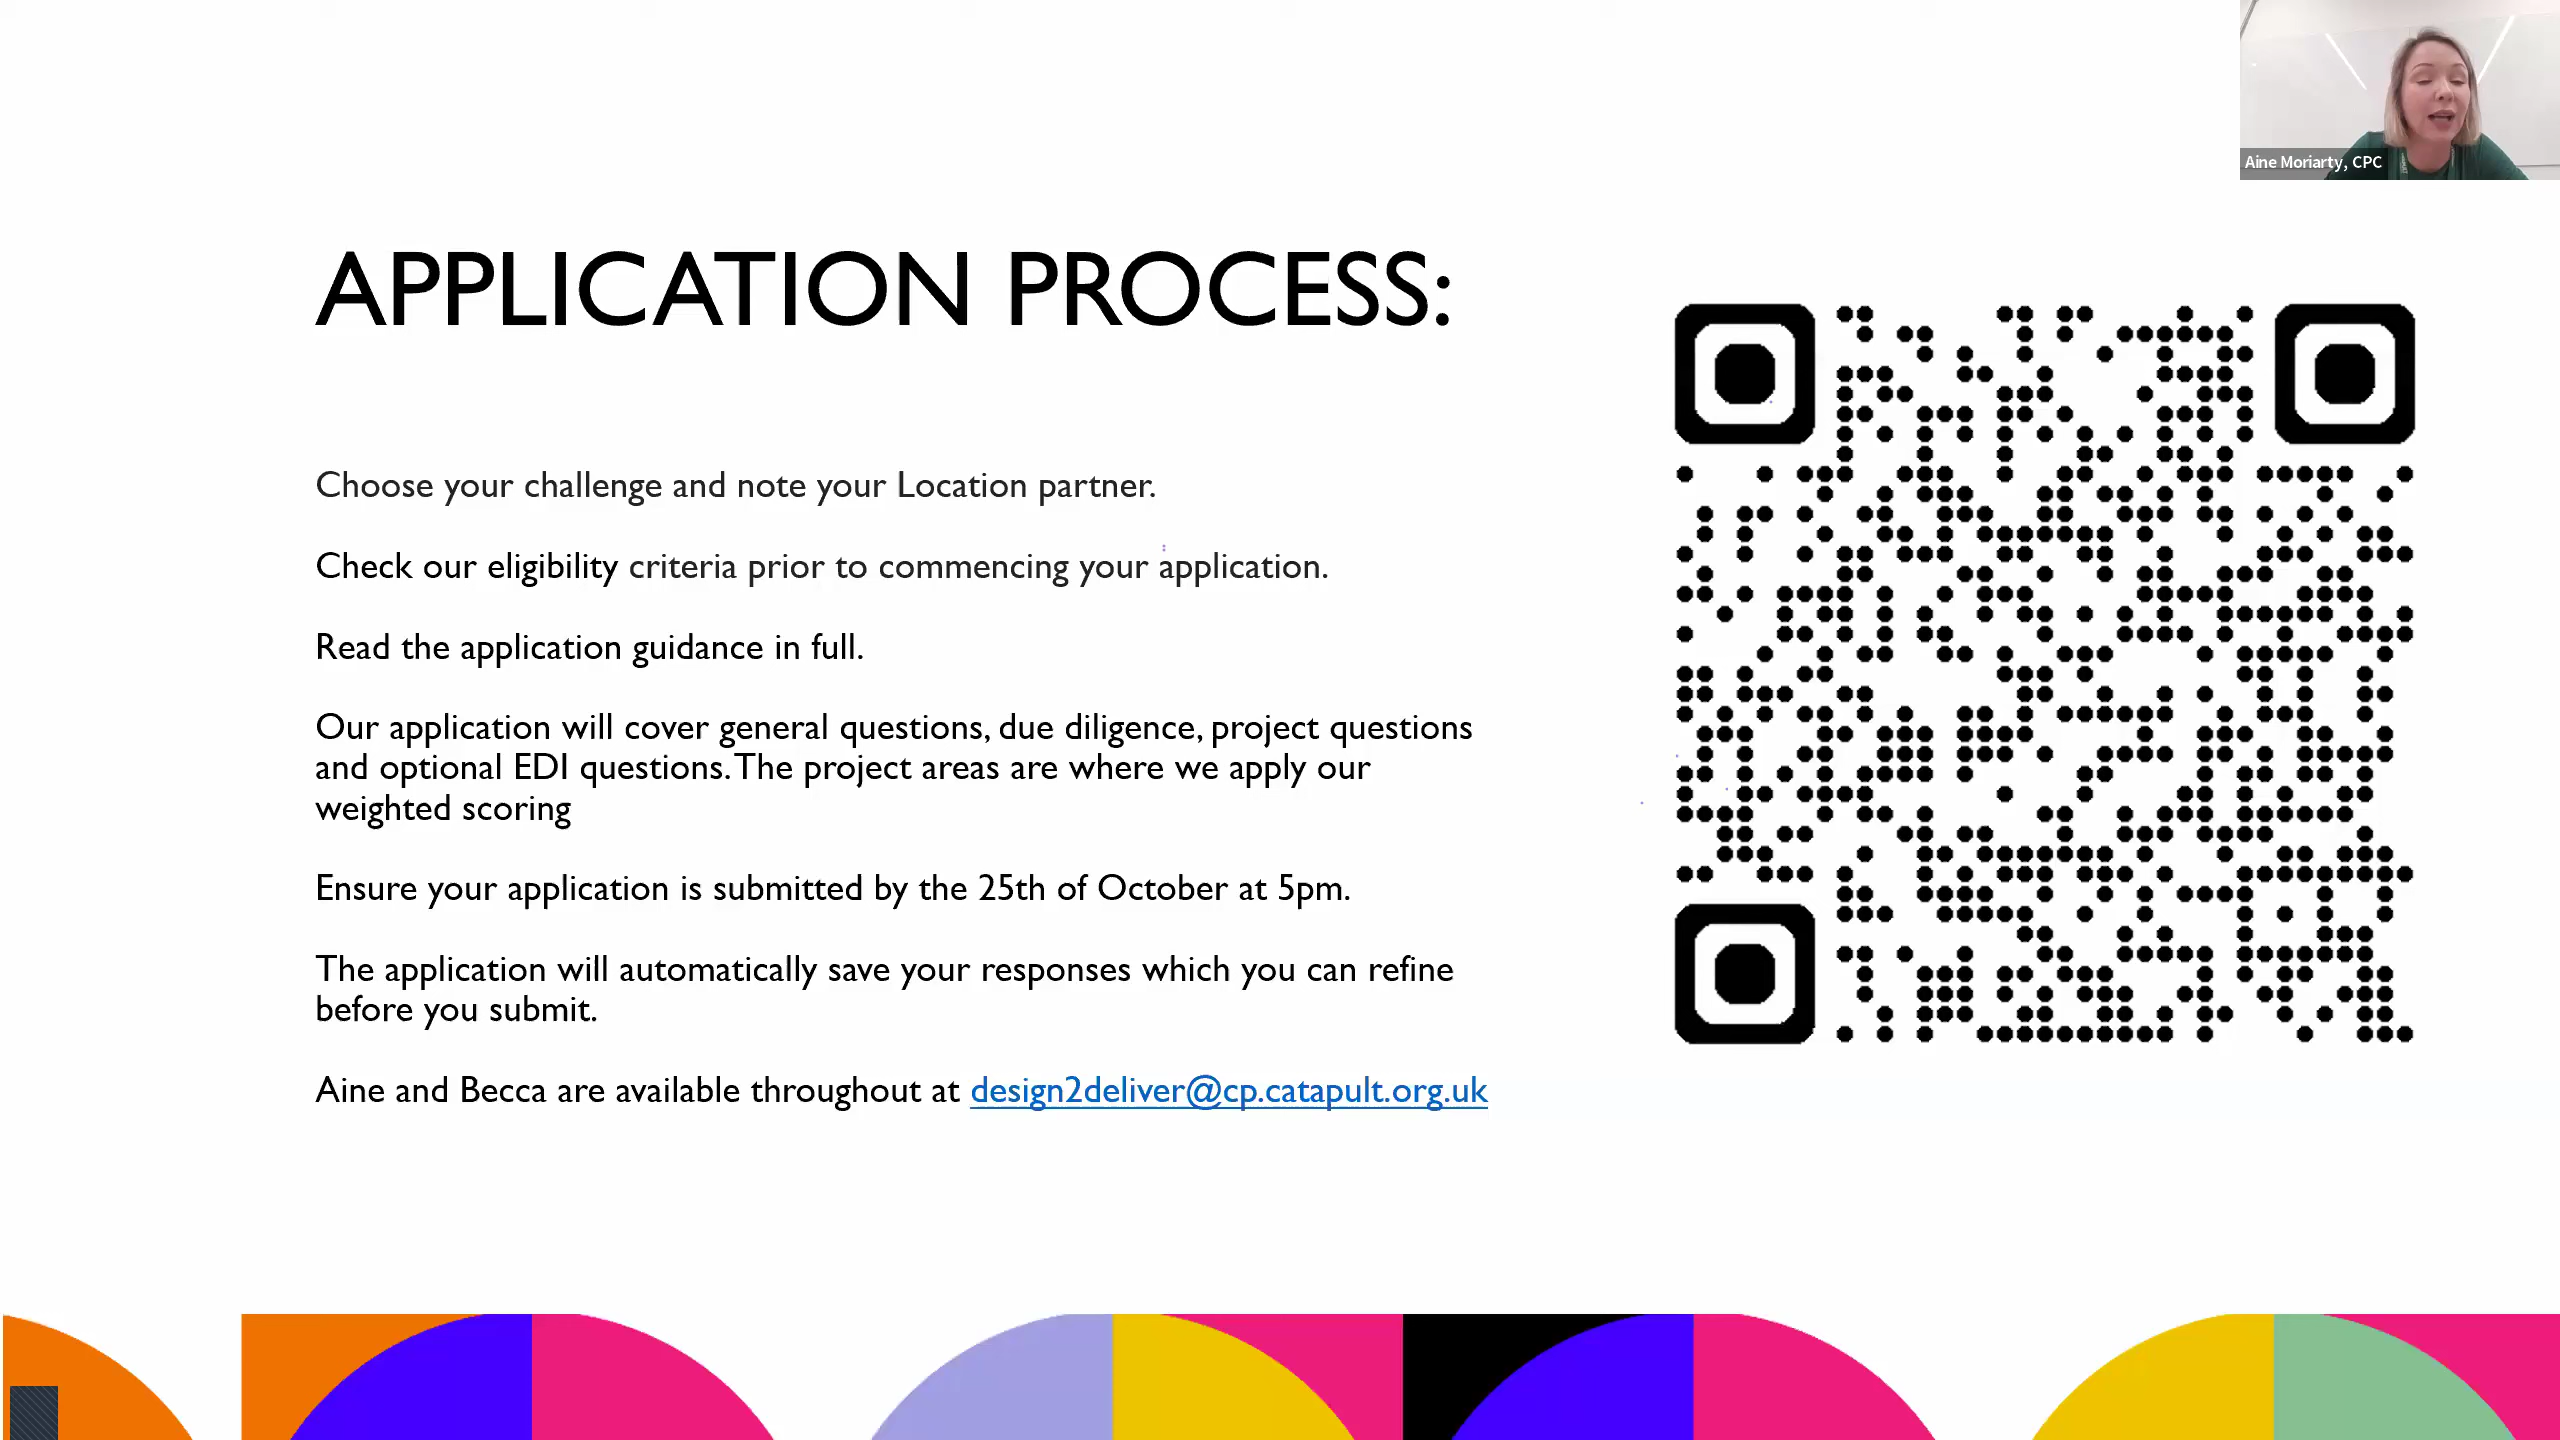 Aine Moriarty, CPC
APPLICATION PROCESS:
Choose your challenge and note your Location partner.
Check our eligibility criteria prior to commencing your application.
Read the application guidance in full.
Our application will cover general questions, due diligence, project questions
and optional EDI questions. The project areas are where we apply our
weighted scoring
Ensure your application is submitted by the 25th of October at 5pm.
The application will automatically save your responses which you can refine
before you submit.
Aine and Becca are available throughout at design2deliver@cp.catapult.org.uk